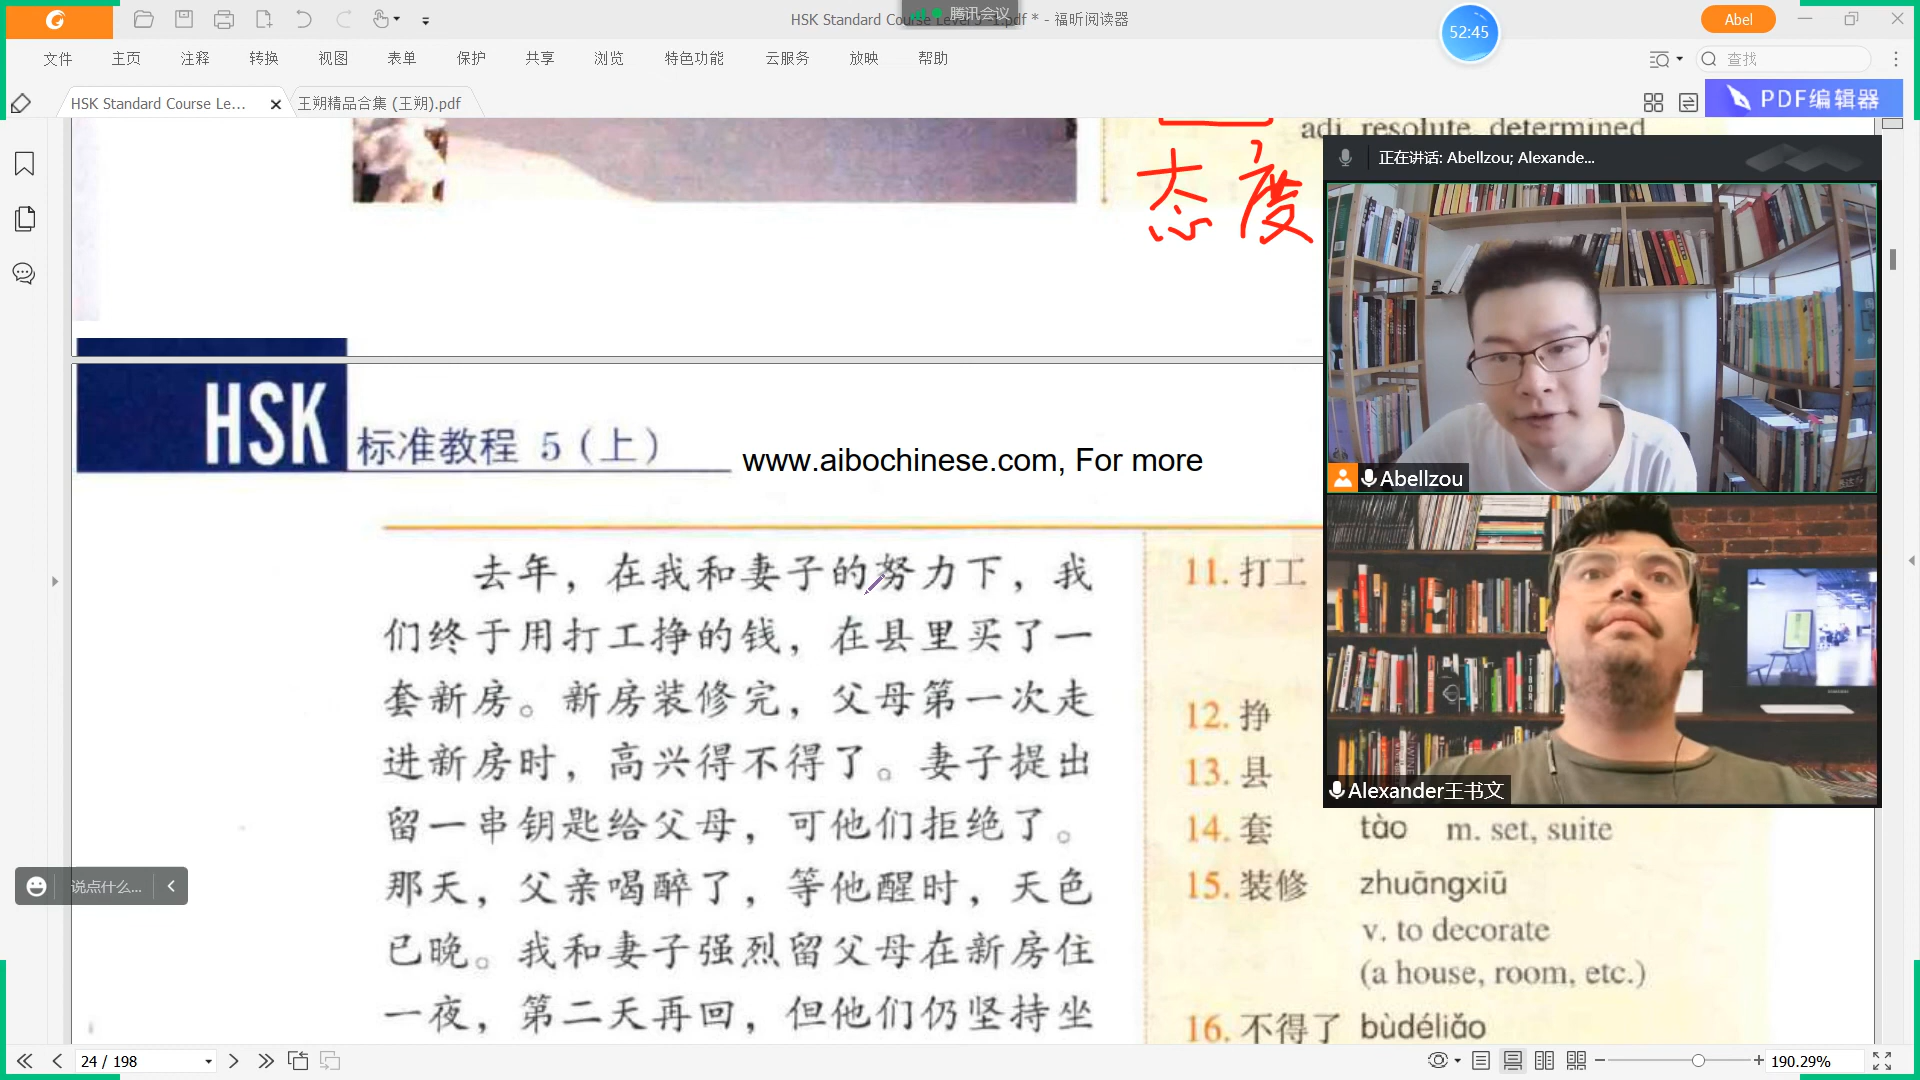 HSK Standard Course Level 5 .pdf * - 福昕阅读器
腾讯会议
52:45
Abel
文件 主页 注释 转换 视图 表单 保护 共享 浏览 特色功能 云服务 放映 帮助
查找
HSK Standard Course Le...
王朔精品合集 (王朔).pdf
PDF编辑器
adj. resolute, determined
态度
正在讲话: Abellzou; Alexande...
Abellzou
Alexander王书文
HSK 标准教程 5（上）
www.aibochinese.com, For more
去年，在我和妻子的努力下，我
们终于用打工挣的钱，在县里买了一
套新房。新房装修完，父母第一次走
进新房时，高兴得不得了。妻子提出
留一串钥匙给父母，可他们拒绝了。
那天，父亲喝醉了，等他醒时，天色
已晚。我和妻子强烈留父母在新房住
一夜，第二天再回，但他们仍坚持坐
11. 打工
12. 挣
13. 县
14. 套 tào m. set, suite
15. 装修 zhuāngxiū
v. to decorate
(a house, room, etc.)
16. 不得了 bùdéliǎo
说点什么...
24 / 198
190.29%